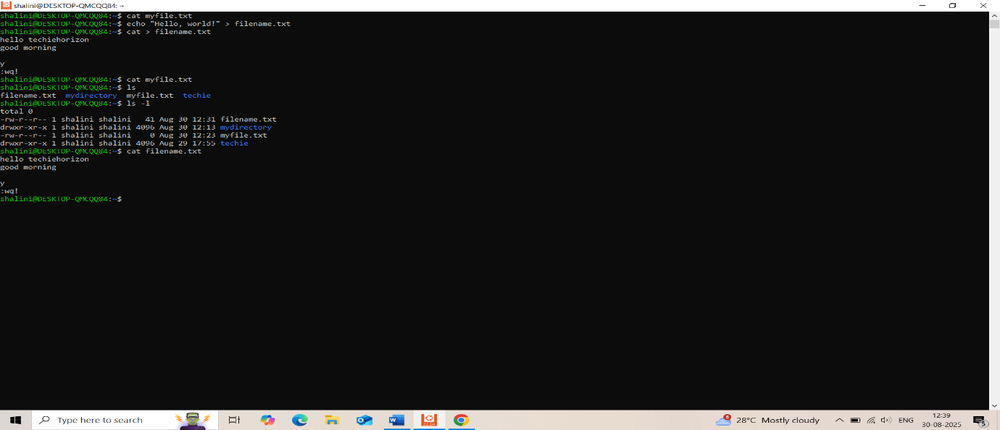 shalini@DESKTOP-QMCQQ84: ~
shalini@DESKTOP-QMCQQ84:~$ cat myfile.txt
shalini@DESKTOP-QMCQQ84:~$ echo "Hello, world!" > filename.txt
shalini@DESKTOP-QMCQQ84:~$ cat > filename.txt
hello techiehorizon
good morning

y
:wq!
shalini@DESKTOP-QMCQQ84:~$ cat myfile.txt
shalini@DESKTOP-QMCQQ84:~$ ls
filename.txt  mydirectory  myfile.txt  techie
shalini@DESKTOP-QMCQQ84:~$ ls -l
total 0
-rw-r--r-- 1 shalini shalini   41 Aug 30 12:31 filename.txt
drwxr-xr-x 1 shalini shalini 4096 Aug 30 12:13 mydirectory
-rw-r--r-- 1 shalini shalini    0 Aug 30 12:23 myfile.txt
drwxr-xr-x 1 shalini shalini 4096 Aug 29 17:55 techie
shalini@DESKTOP-QMCQQ84:~$ cat filename.txt
hello techiehorizon
good morning

y
:wq!
shalini@DESKTOP-QMCQQ84:~$
Type here to search
8
28°C Mostly cloudy
ENG
12:39
30-08-2025
5